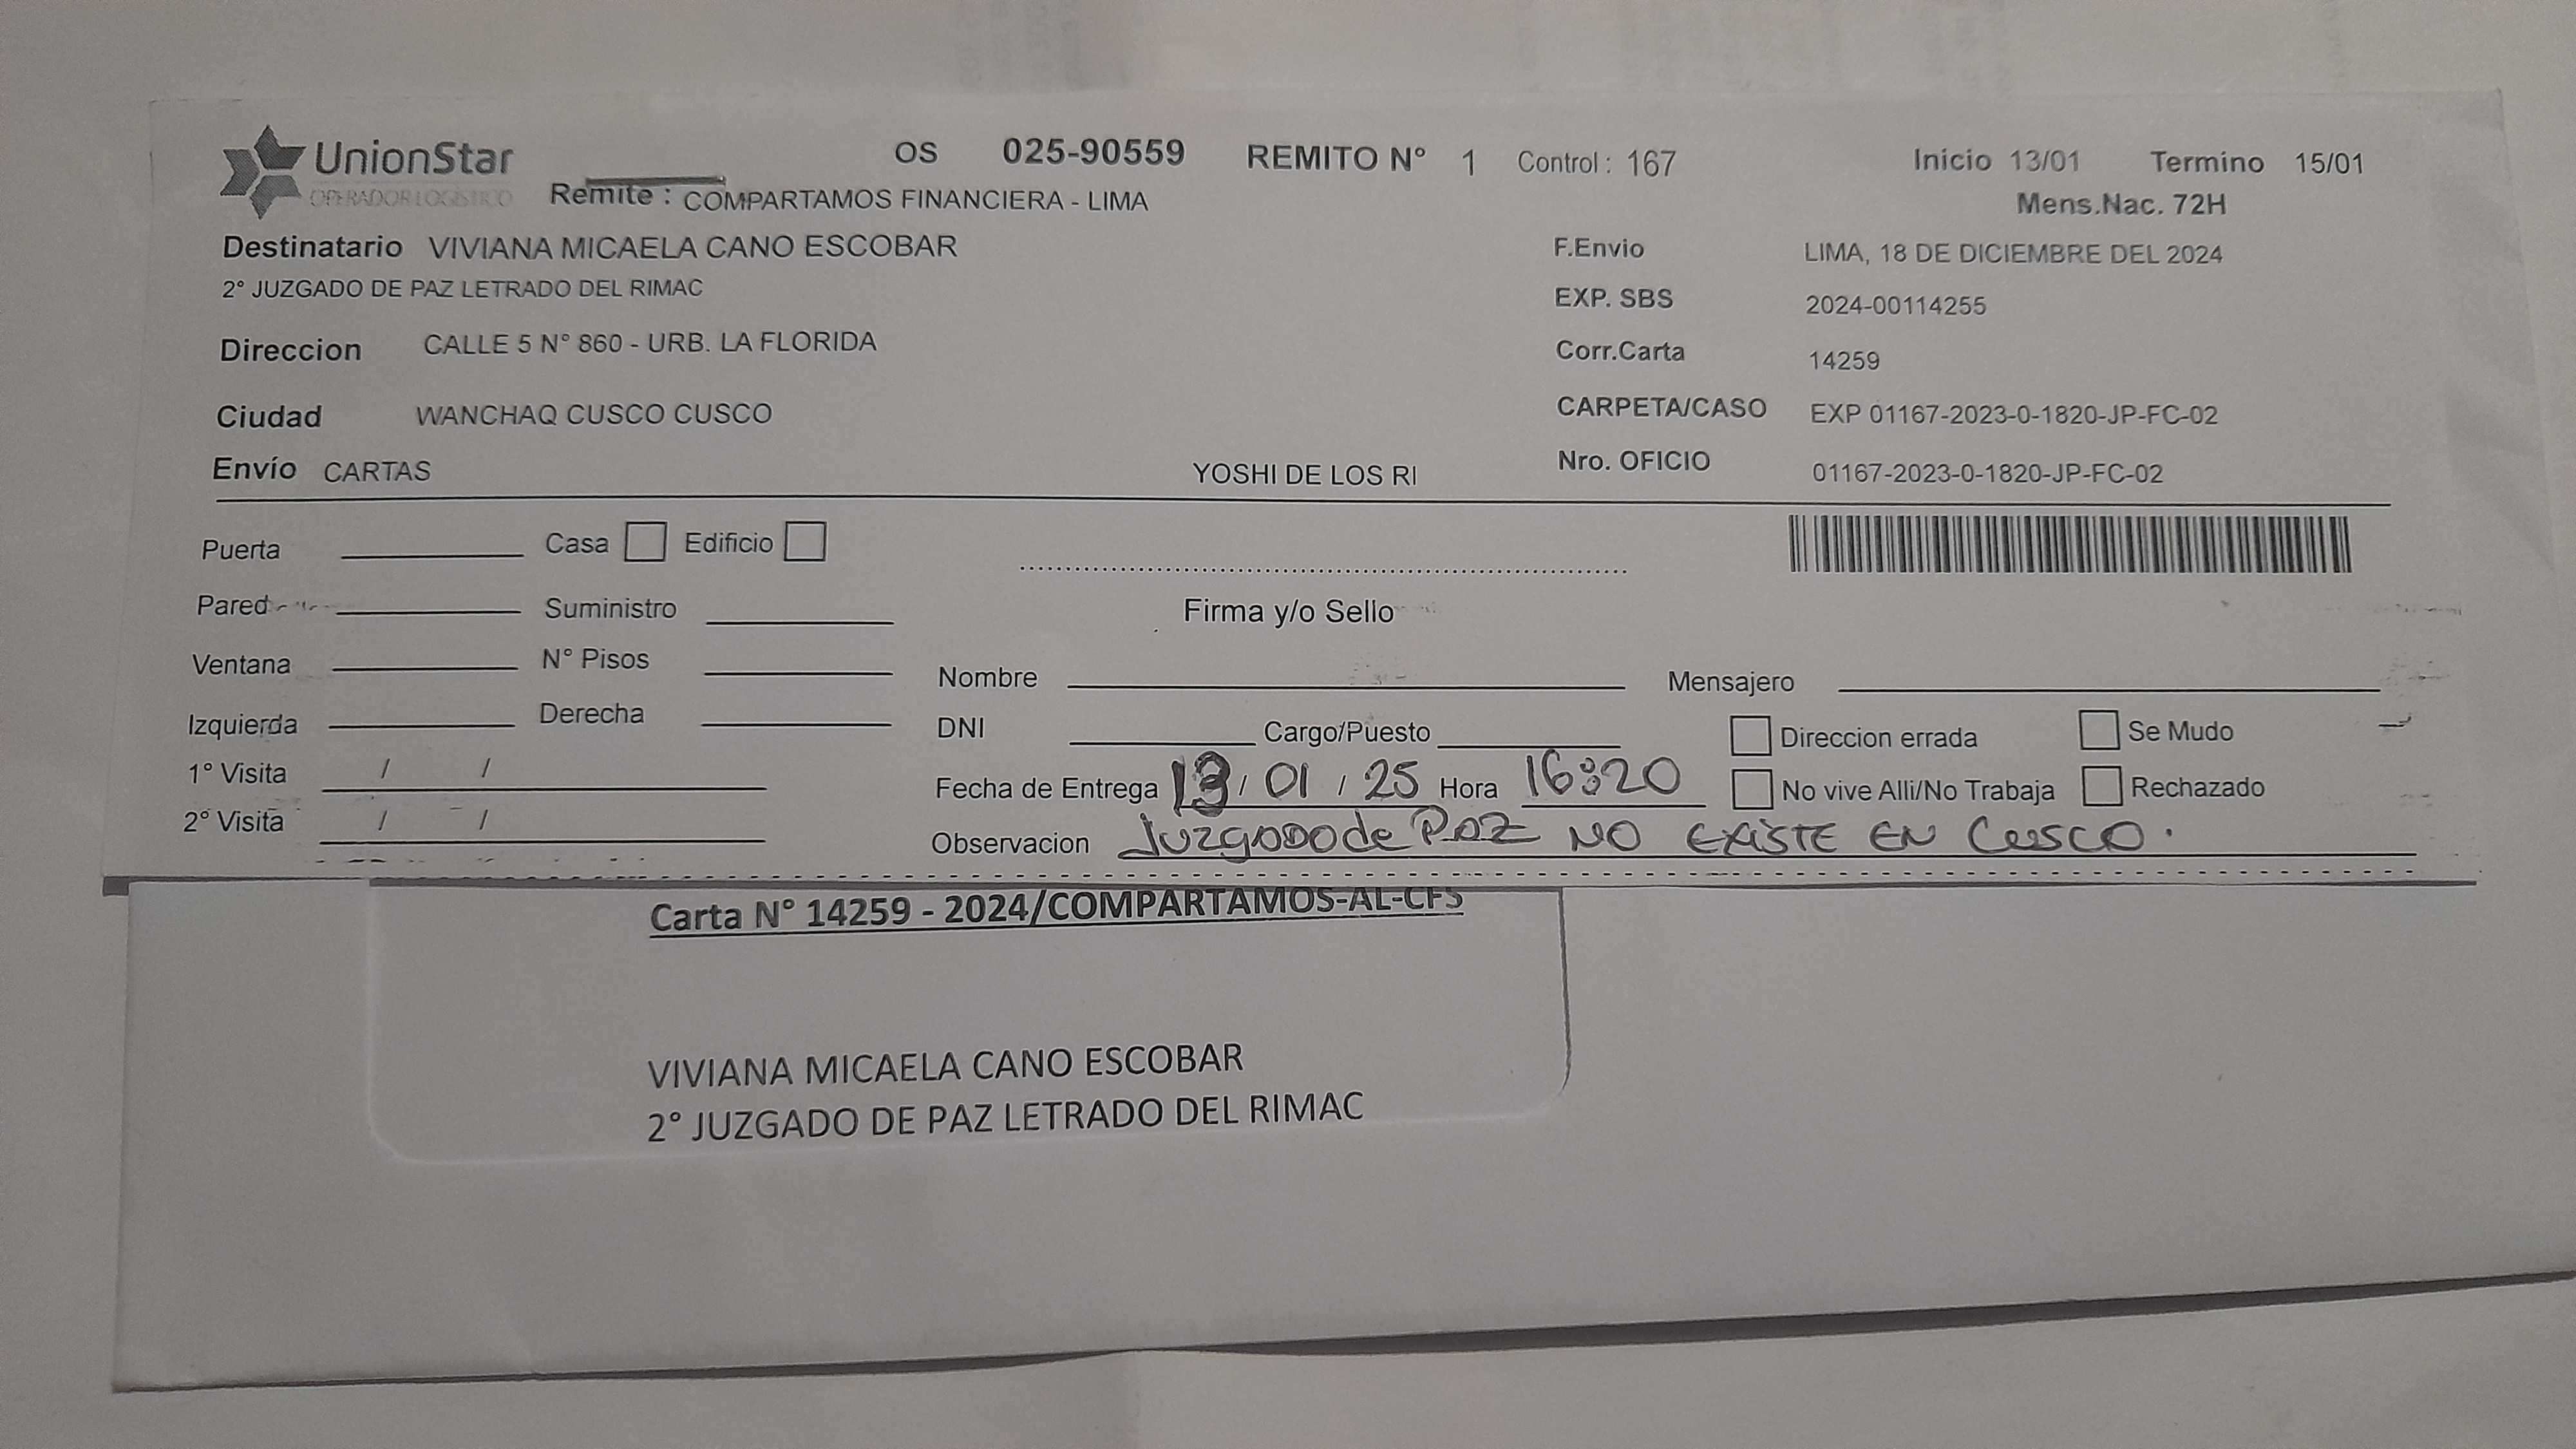 UnionStar OS 025-90559 REMITO N° 1 Control : 167 Inicio 13/01 Termino 15/01
OPERADOR LOGÍSTICO Remite : COMPARTAMOS FINANCIERA - LIMA Mens.Nac. 72H
Destinatario VIVIANA MICAELA CANO ESCOBAR F.Envio LIMA, 18 DE DICIEMBRE DEL 2024
2° JUZGADO DE PAZ LETRADO DEL RIMAC EXP. SBS 2024-00114255
Direccion CALLE 5 N° 860 - URB. LA FLORIDA Corr.Carta 14259
Ciudad WANCHAQ CUSCO CUSCO CARPETA/CASO EXP 01167-2023-0-1820-JP-FC-02
Envío CARTAS YOSHI DE LOS RI Nro. OFICIO 01167-2023-0-1820-JP-FC-02
Puerta Casa Edificio
Pared Suministro Firma y/o Sello
Ventana N° Pisos Nombre Mensajero
Izquierda Derecha DNI Cargo/Puesto Direccion errada Se Mudo
1° Visita / / Fecha de Entrega 13 / 01 / 25 Hora 16:20 No vive Alli/No Trabaja Rechazado
2° Visita / / Observacion Juzgado de Paz NO EXISTE EN CUSCO.
Carta N° 14259 - 2024/COMPARTAMOS-AL-CFS
VIVIANA MICAELA CANO ESCOBAR
2° JUZGADO DE PAZ LETRADO DEL RIMAC